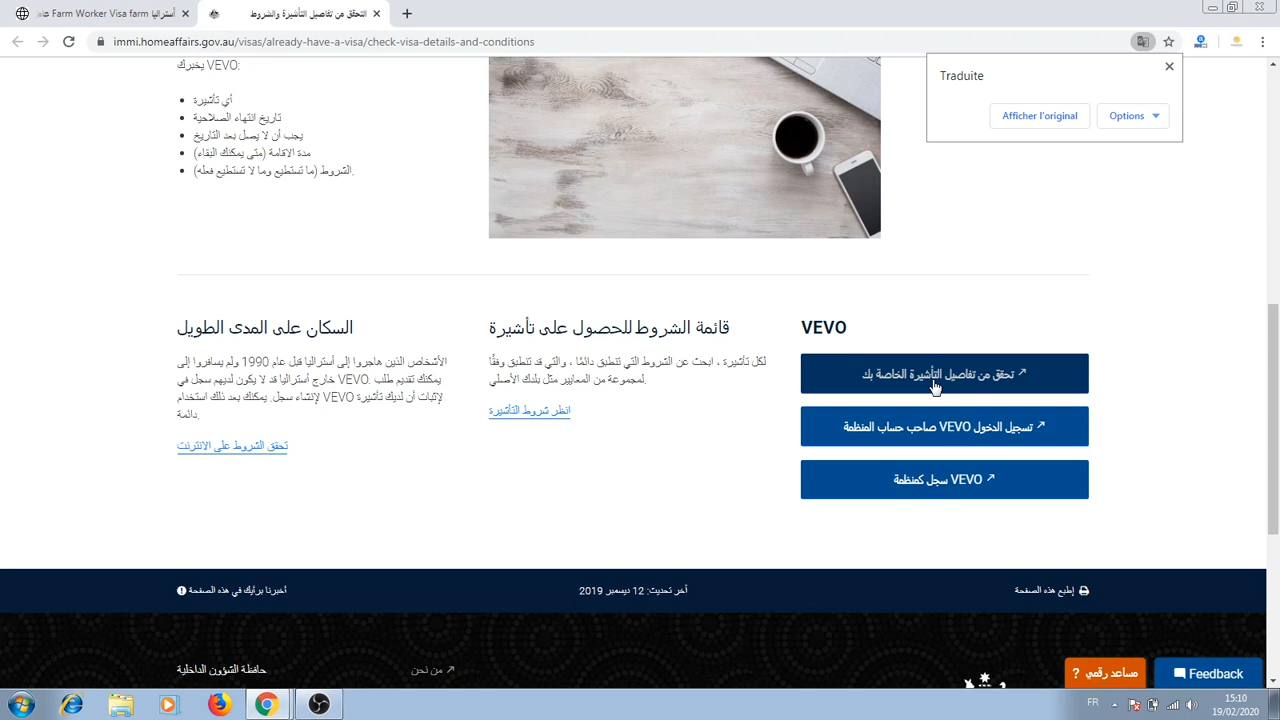 أستراليا Farm Worker Visa farm عام
التحقق من تفاصيل التأشيرة والشروط
immi.homeaffairs.gov.au/visas/already-have-a-visa/check-visa-details-and-conditions
Traduite
Afficher l'original
Options
يخبرك VEVO:
أي تأشيرة
تاريخ انتهاء الصلاحية
يجب أن لا يصل بعد التاريخ
مدة الاقامة (متى يمكنك البقاء)
الشروط (ما تستطيع وما لا تستطيع فعله).
السكان على المدى الطويل
الأشخاص الذين هاجروا إلى أستراليا قبل عام 1990 ولم يسافروا إلى
خارج أستراليا قد لا يكون لديهم سجل في VEVO. يمكنك تقديم طلب
لإنشاء سجل. يمكنك بعد ذلك استخدام VEVO لإثبات أن لديك تأشيرة
دائمة.
تحقق الشروط على الانترنت
قائمة الشروط للحصول على تأشيرة
لكل تأشيرة ، ابحث عن الشروط التي تنطبق دائمًا ، والتي قد تنطبق وفقًا
لمجموعة من المعايير مثل بلدك الأصلي.
انظر شروط التأشيرة
VEVO
تحقق من تفاصيل التأشيرة الخاصة بك
تسجيل الدخول VEVO صاحب حساب المنظمة
VEVO سجل كمنظمة
أخبرنا برأيك في هذه الصفحة
آخر تحديث: 12 ديسمبر 2019
إطبع هذه الصفحة
حافظة الشؤون الداخلية
من نحن
مساعد رقمي ?
Feedback
FR
15:10
19/02/2020